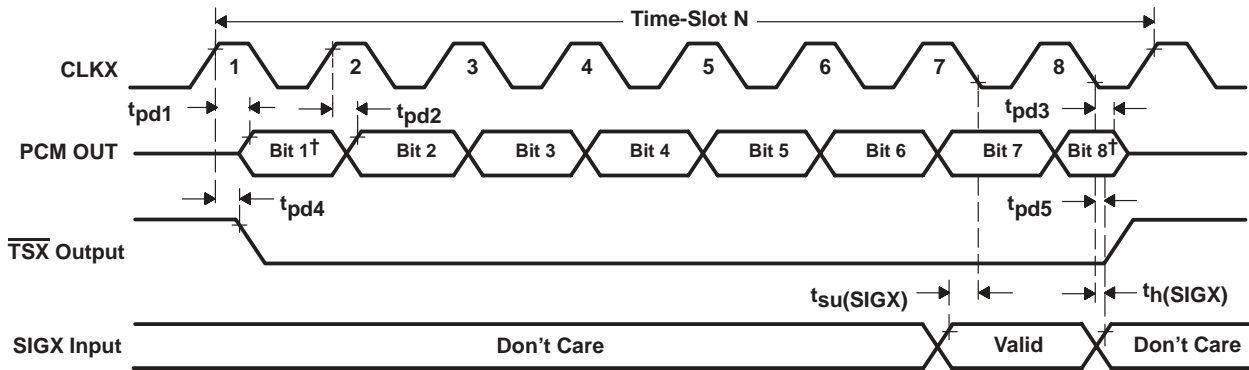 Time-Slot N
CLKX 1 2 3 4 5 6 7 8
tpd1 tpd2 tpd3
PCM OUT Bit 1† Bit 2 Bit 3 Bit 4 Bit 5 Bit 6 Bit 7 Bit 8†
tpd4 tpd5
TSX Output
tsu(SIGX) th(SIGX)
SIGX Input Don't Care Valid Don't Care